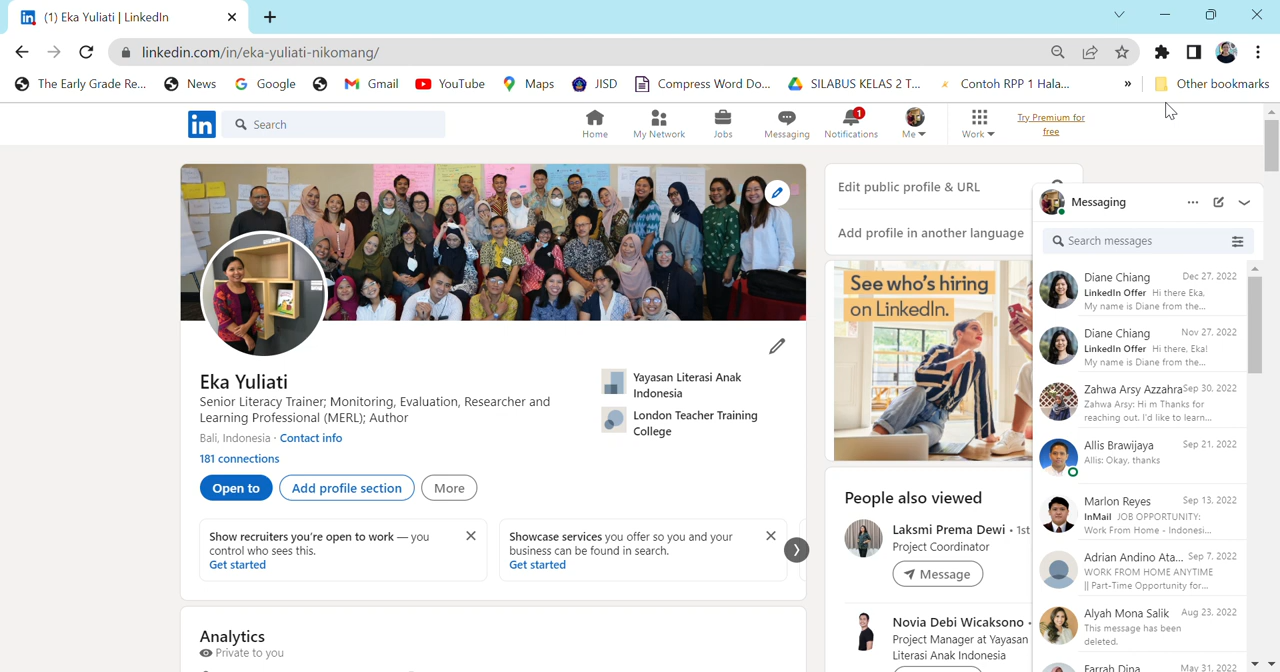 (1) Eka Yuliati | LinkedIn
linkedin.com/in/eka-yuliati-nikomang/
The Early Grade Re... News Google Gmail YouTube Maps JISD Compress Word Do... SILABUS KELAS 2 T... Contoh RPP 1 Hala... » Other bookmarks
in Search Home My Network Jobs Messaging 1 Notifications Me Work Try Premium for
free
Eka Yuliati
Senior Literacy Trainer; Monitoring, Evaluation, Researcher and
Learning Professional (MERL); Author
Bali, Indonesia · Contact info
181 connections
Yayasan Literasi Anak
Indonesia
London Teacher Training
College
Open to Add profile section More
Show recruiters you're open to work — you
control who sees this.
Get started
Showcase services you offer so you and your
business can be found in search.
Get started
Analytics
Private to you
Edit public profile & URL
Add profile in another language
See who's hiring
on LinkedIn.
People also viewed
Laksmi Prema Dewi · 1st
Project Coordinator
Message
Novia Debi Wicaksono ·
Project Manager at Yayasan
Literasi Anak Indonesia
Messaging
Search messages
Diane Chiang Dec 27, 2022
LinkedIn Offer Hi there Eka,
My name is Diane from the...
Diane Chiang Nov 27, 2022
LinkedIn Offer Hi there, Eka!
My name is Diane from the...
Zahwa Arsy Azzahra Sep 30, 2022
Zahwa Arsy: Hi m Thanks for
reaching out. I'd like to learn...
Allis Brawijaya Sep 21, 2022
Allis: Okay, thanks
Marlon Reyes Sep 13, 2022
InMail JOB OPPORTUNITY:
Work From Home - Indonesi...
Adrian Andino Ata... Sep 7, 2022
WORK FROM HOME ANYTIME
|| Part-Time Opportunity for...
Alyah Mona Salik Aug 23, 2022
This message has been
deleted.
Farrah Dina May 31, 2022